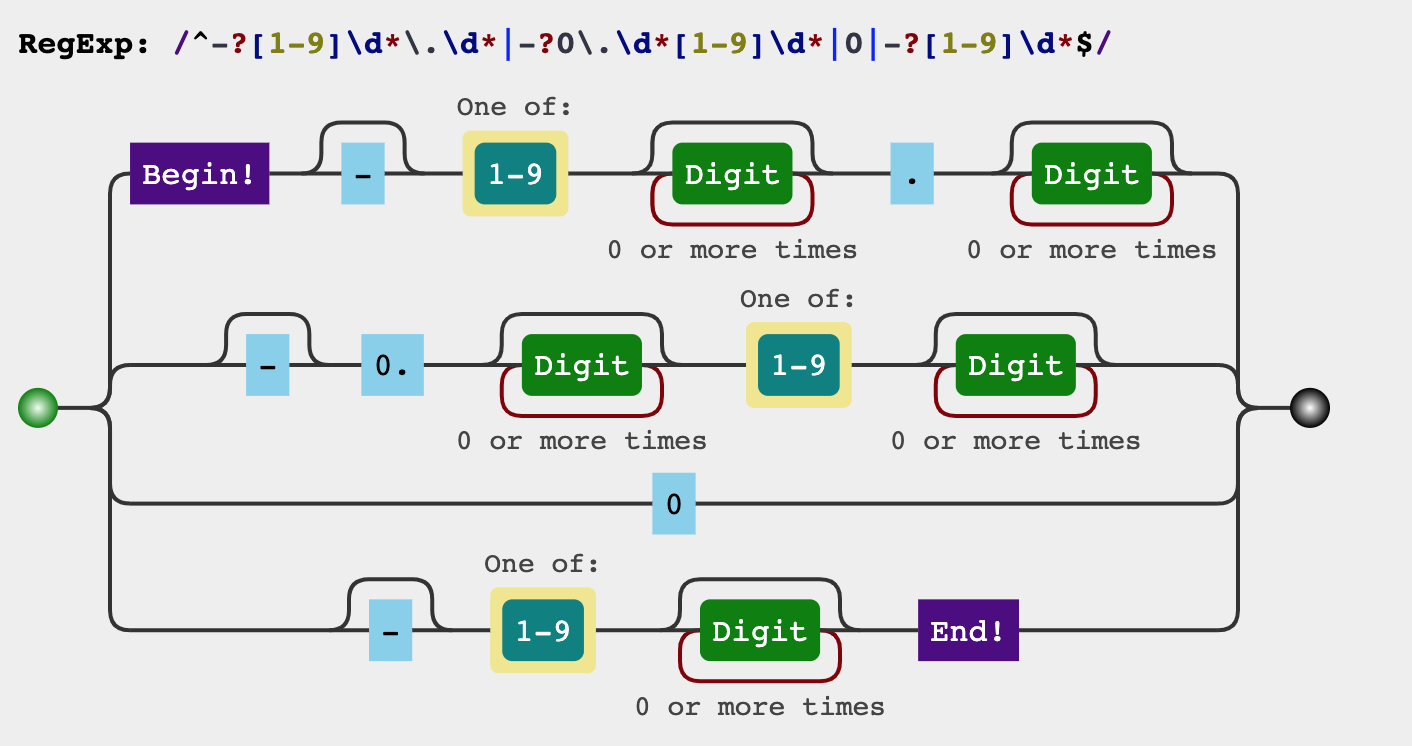 RegExp: /^-?[1-9]\d*\.\d*|-?0\.\d*[1-9]\d*|0|-?[1-9]\d*$/
One of:
Begin! - 1-9 Digit . Digit
0 or more times 0 or more times
One of:
- 0. Digit 1-9 Digit
0 or more times 0 or more times
0
One of:
- 1-9 Digit End!
0 or more times